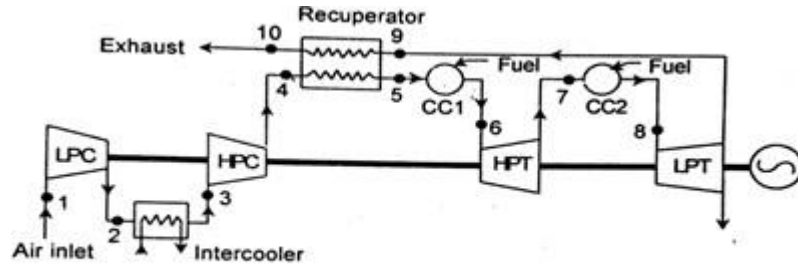 Recuperator
10
9
Exhaust
Fuel
Fuel
4
5
CC1
7
CC2
6
8
LPC
HPC
HPT
LPT
1
2
3
Air inlet
Intercooler